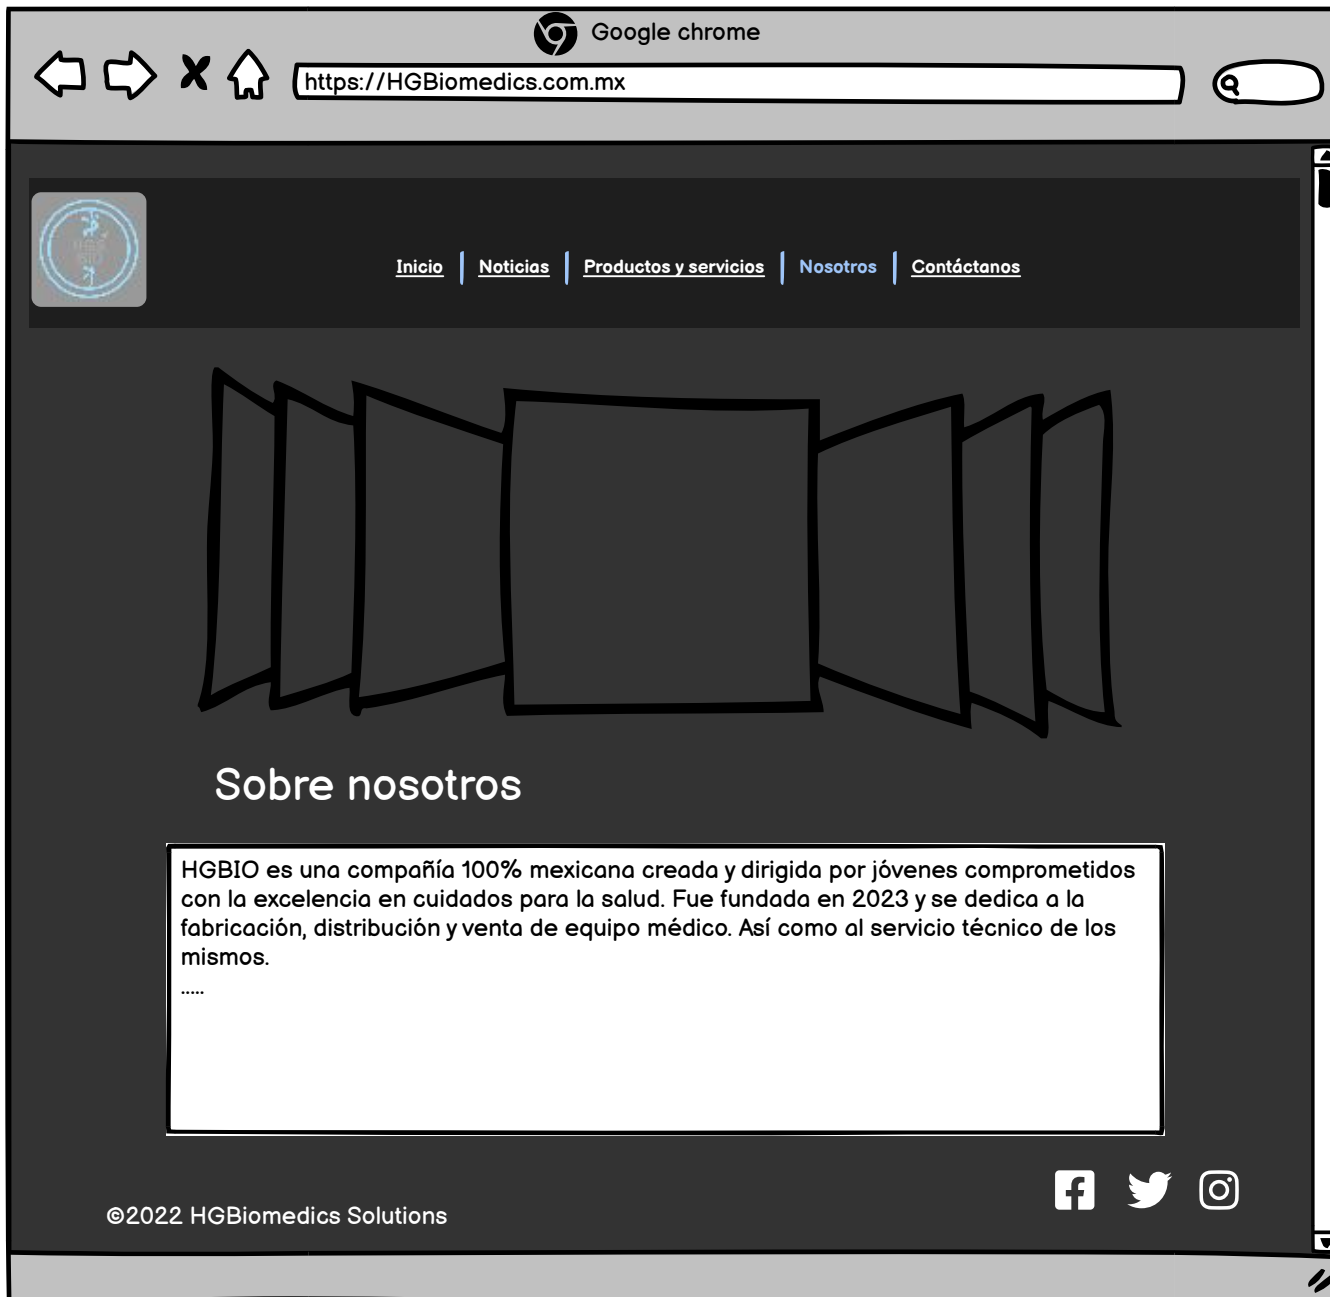 Google chrome
https://HGBiomedics.com.mx
Inicio Noticias Productos y servicios Nosotros Contáctanos
Sobre nosotros
HGBIO es una compañía 100% mexicana creada y dirigida por jóvenes comprometidos
con la excelencia en cuidados para la salud. Fue fundada en 2023 y se dedica a la
fabricación, distribución y venta de equipo médico. Así como al servicio técnico de los
mismos.
.....
©2022 HGBiomedics Solutions